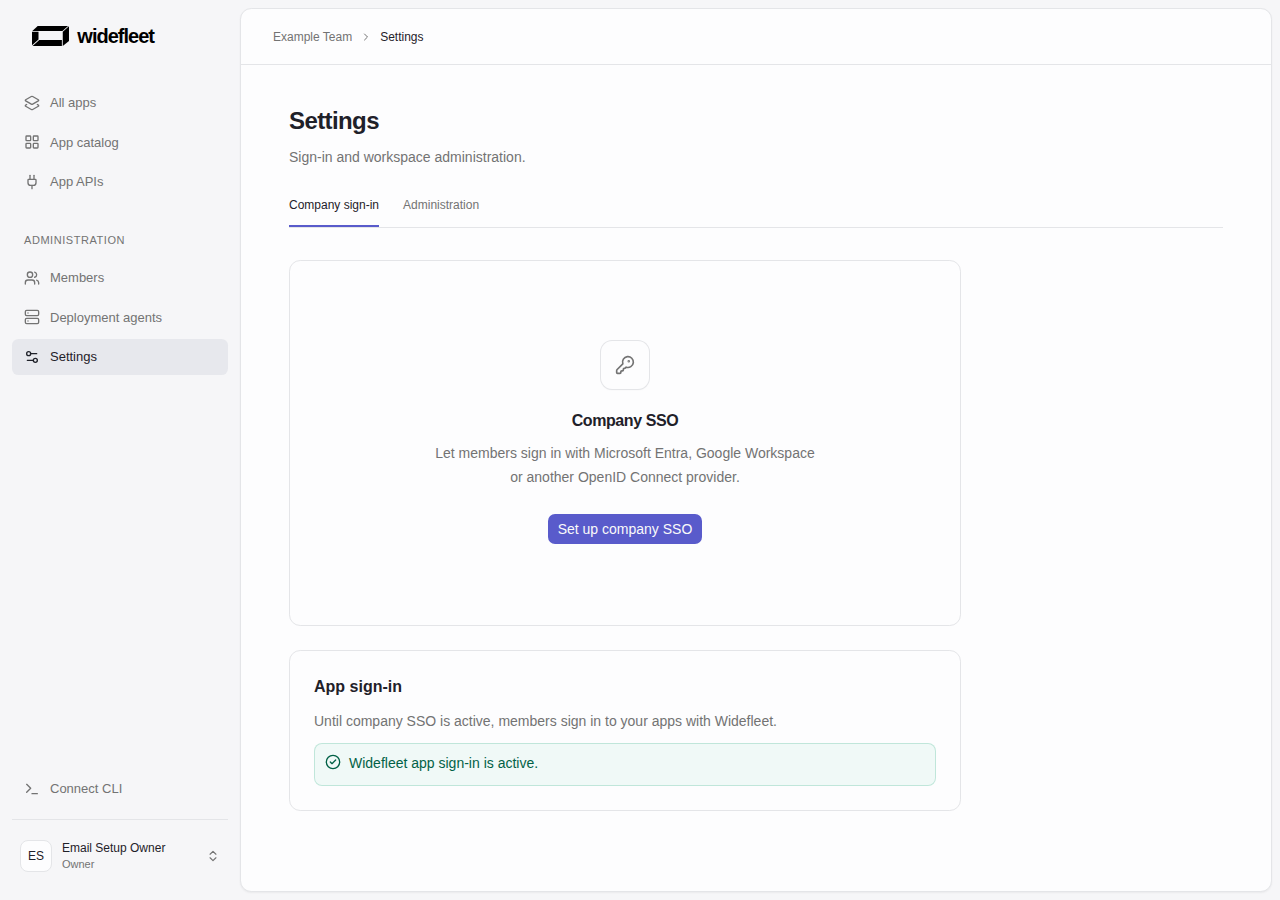 widefleet
All apps
App catalog
App APIs
ADMINISTRATION
Members
Deployment agents
Settings
Connect CLI
ES
Email Setup Owner
Owner
Example Team
Settings
Settings
Sign-in and workspace administration.
Company sign-in
Administration
Company SSO
Let members sign in with Microsoft Entra, Google Workspace
or another OpenID Connect provider.
Set up company SSO
App sign-in
Until company SSO is active, members sign in to your apps with Widefleet.
Widefleet app sign-in is active.